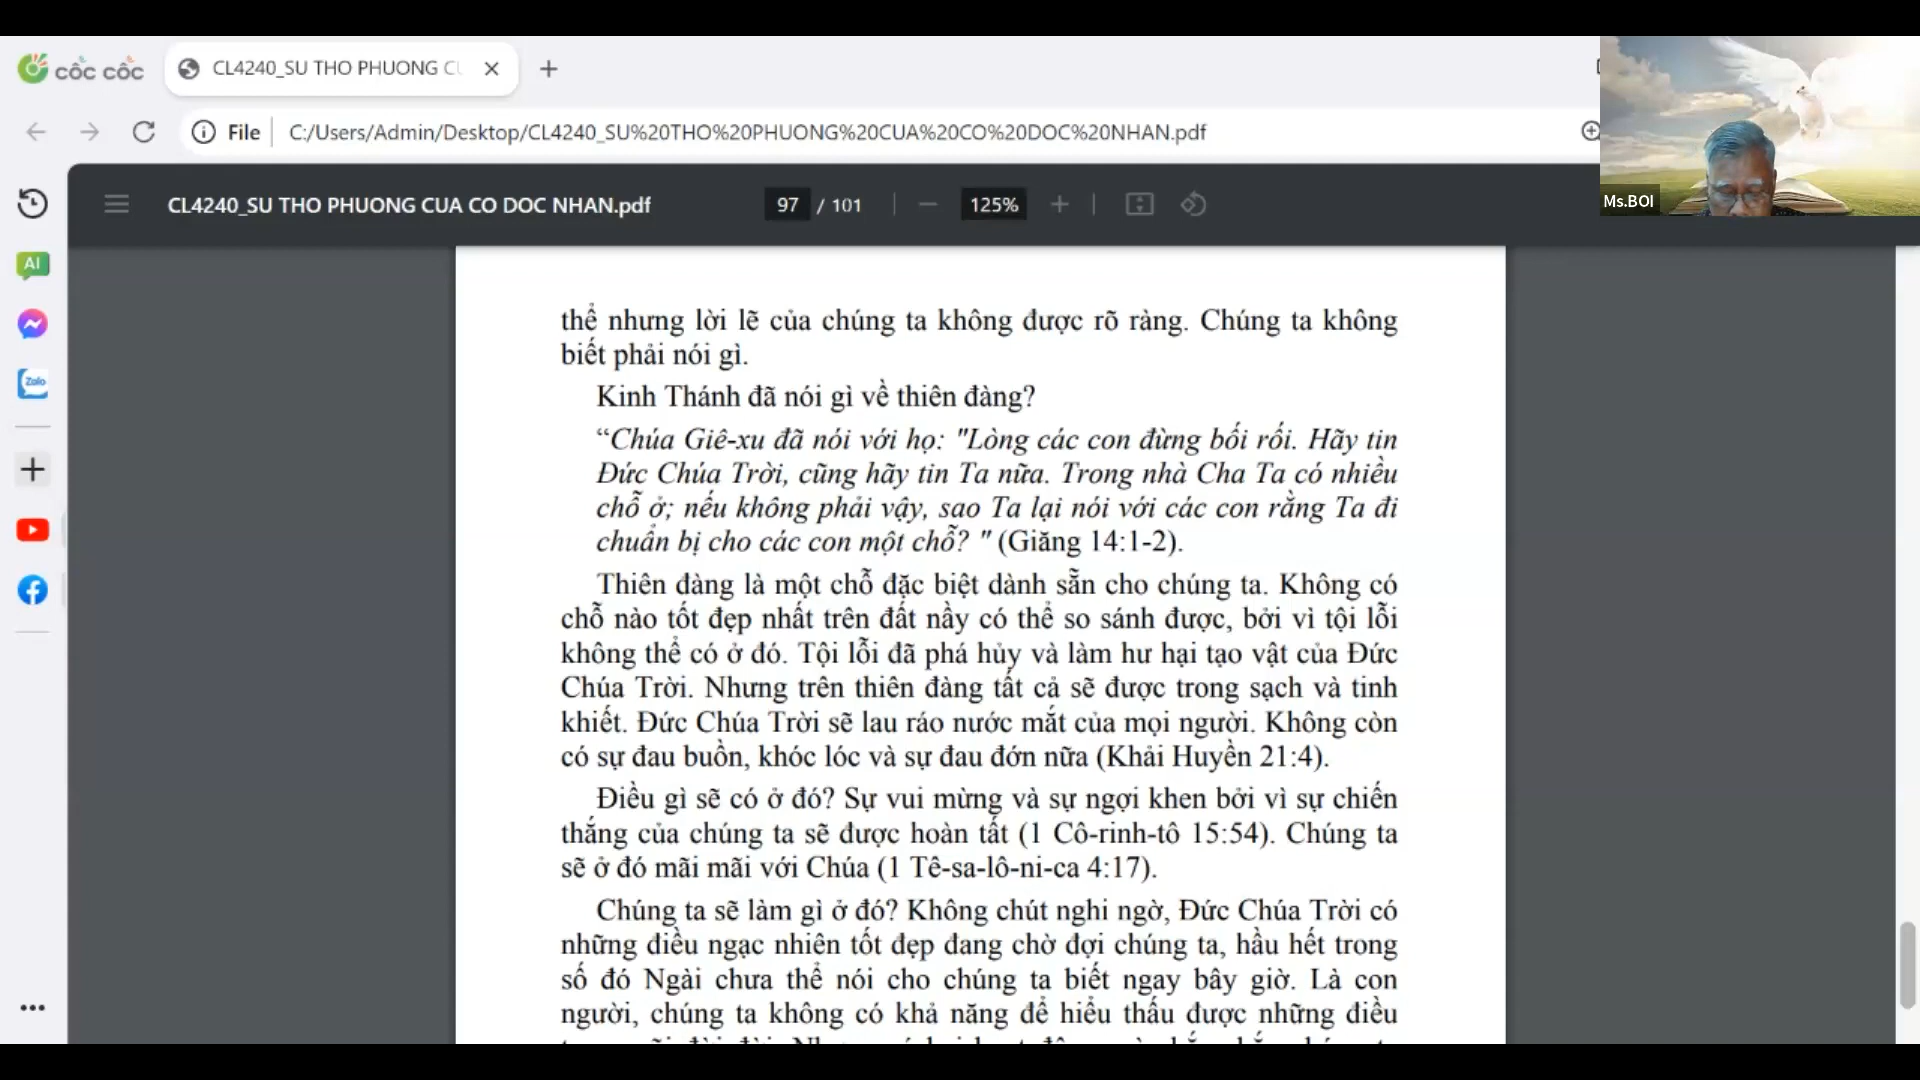 cốc cốc
CL4240_SU THO PHUONG CU
File
C:/Users/Admin/Desktop/CL4240_SU%20THO%20PHUONG%20CUA%20CO%20DOC%20NHAN.pdf
Ms.BOI
CL4240_SU THO PHUONG CUA CO DOC NHAN.pdf
97 / 101
125%
AI
Zalo
thể nhưng lời lẽ của chúng ta không được rõ ràng. Chúng ta không
biết phải nói gì.
Kinh Thánh đã nói gì về thiên đàng?
“Chúa Giê-xu đã nói với họ: "Lòng các con đừng bối rối. Hãy tin
Đức Chúa Trời, cũng hãy tin Ta nữa. Trong nhà Cha Ta có nhiều
chỗ ở; nếu không phải vậy, sao Ta lại nói với các con rằng Ta đi
chuẩn bị cho các con một chỗ? " (Giăng 14:1-2).
Thiên đàng là một chỗ đặc biệt dành sẵn cho chúng ta. Không có
chỗ nào tốt đẹp nhất trên đất nầy có thể so sánh được, bởi vì tội lỗi
không thể có ở đó. Tội lỗi đã phá hủy và làm hư hại tạo vật của Đức
Chúa Trời. Nhưng trên thiên đàng tất cả sẽ được trong sạch và tinh
khiết. Đức Chúa Trời sẽ lau ráo nước mắt của mọi người. Không còn
có sự đau buồn, khóc lóc và sự đau đớn nữa (Khải Huyền 21:4).
Điều gì sẽ có ở đó? Sự vui mừng và sự ngợi khen bởi vì sự chiến
thắng của chúng ta sẽ được hoàn tất (1 Cô-rinh-tô 15:54). Chúng ta
sẽ ở đó mãi mãi với Chúa (1 Tê-sa-lô-ni-ca 4:17).
Chúng ta sẽ làm gì ở đó? Không chút nghi ngờ, Đức Chúa Trời có
những điều ngạc nhiên tốt đẹp đang chờ đợi chúng ta, hầu hết trong
số đó Ngài chưa thể nói cho chúng ta biết ngay bây giờ. Là con
người, chúng ta không có khả năng để hiểu thấu được những điều